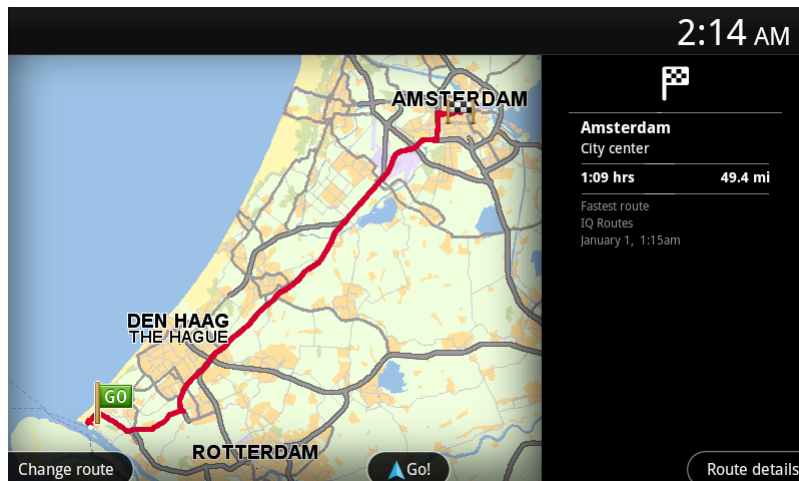 2:14 AM
AMSTERDAM
DEN HAAG
THE HAGUE
GO
ROTTERDAM
Change route
Go!
Amsterdam
City center
1:09 hrs 49.4 mi
Fastest route
IQ Routes
January 1, 1:15am
Route details